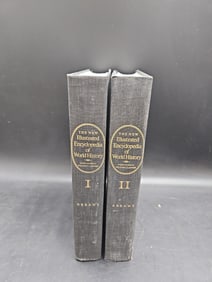 THE NEW
Illustrated
Encyclopedia
of
World History
I
ABRAMS
THE NEW
Illustrated
Encyclopedia
of
World History
II
ABRAMS